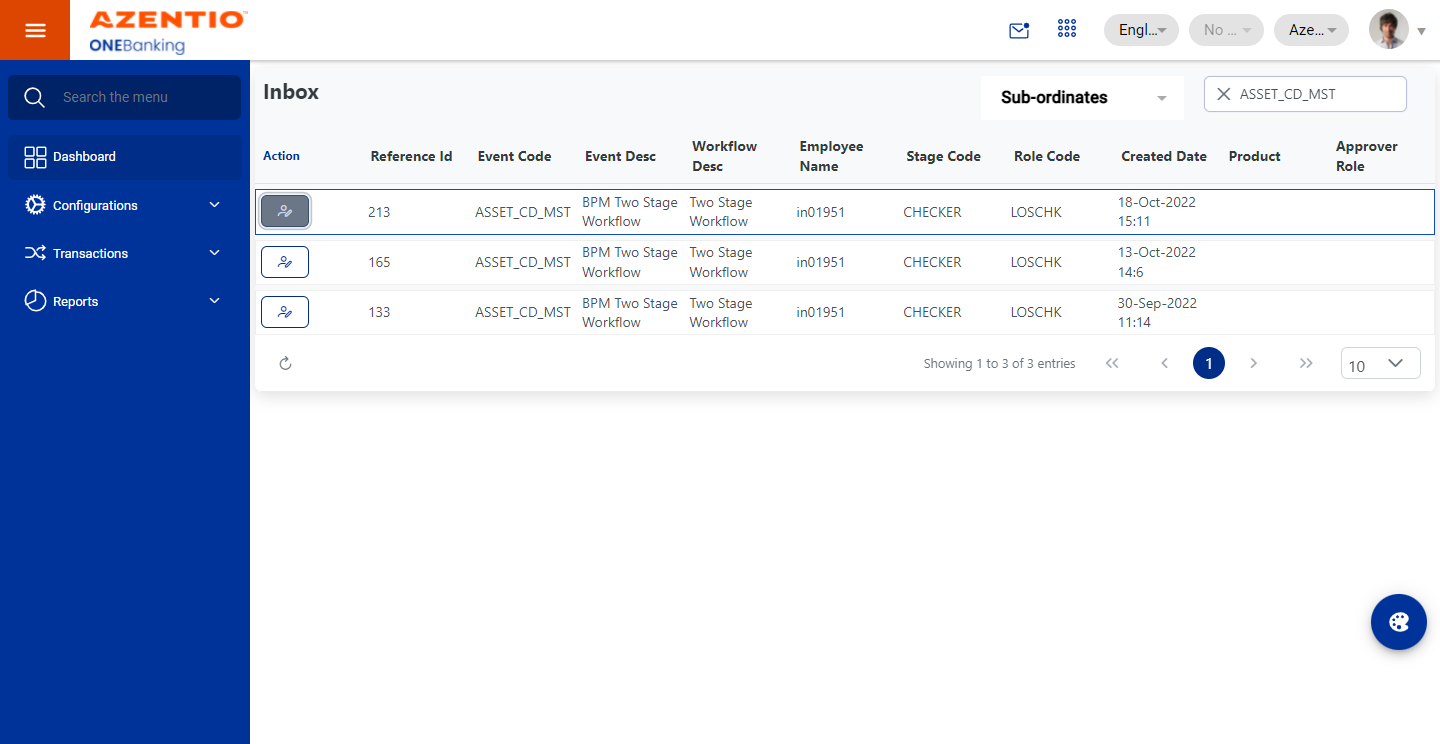 AZENTIO™
ONEBanking
Engl...
No ...
Aze...
Search the menu
Dashboard
Configurations
Transactions
Reports
Inbox
Sub-ordinates
ASSET_CD_MST
Action Reference Id Event Code Event Desc Workflow Desc Employee Name Stage Code Role Code Created Date Product Approver Role
213 ASSET_CD_MST BPM Two Stage Workflow Two Stage Workflow in01951 CHECKER LOSCHK 18-Oct-2022 15:11
165 ASSET_CD_MST BPM Two Stage Workflow Two Stage Workflow in01951 CHECKER LOSCHK 13-Oct-2022 14:6
133 ASSET_CD_MST BPM Two Stage Workflow Two Stage Workflow in01951 CHECKER LOSCHK 30-Sep-2022 11:14
Showing 1 to 3 of 3 entries
1
10